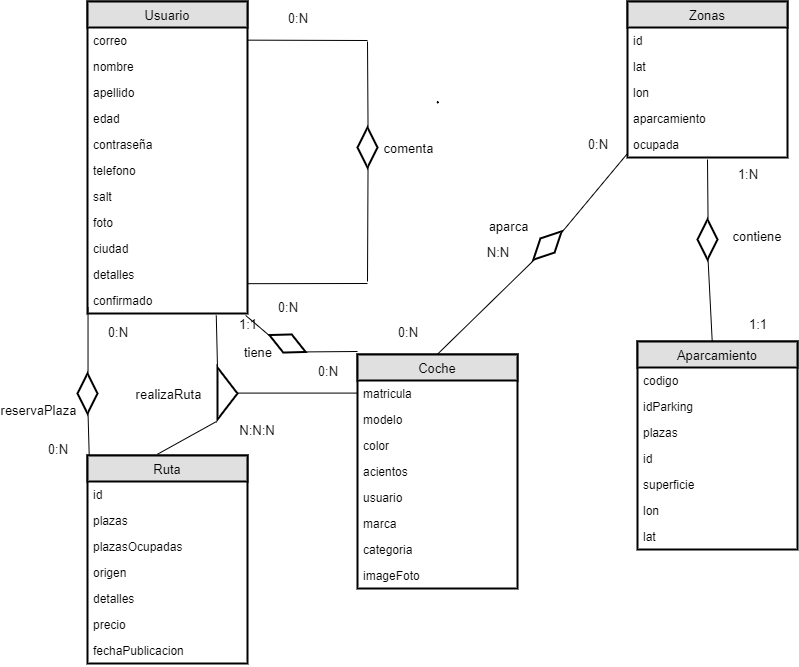 Usuario
correo
nombre
apellido
edad
contraseña
telefono
salt
foto
ciudad
detalles
confirmado
0:N
comenta
0:N
Zonas
id
lat
lon
aparcamiento
ocupada
0:N
aparca
N:N
0:N
1:N
contiene
1:1
Aparcamiento
codigo
idParking
plazas
id
superficie
lon
lat
1:1
tiene
0:N
Coche
matricula
modelo
color
acientos
usuario
marca
categoria
imageFoto
realizaRuta
N:N:N
0:N
reservaPlaza
0:N
Ruta
id
plazas
plazasOcupadas
origen
detalles
precio
fechaPublicacion